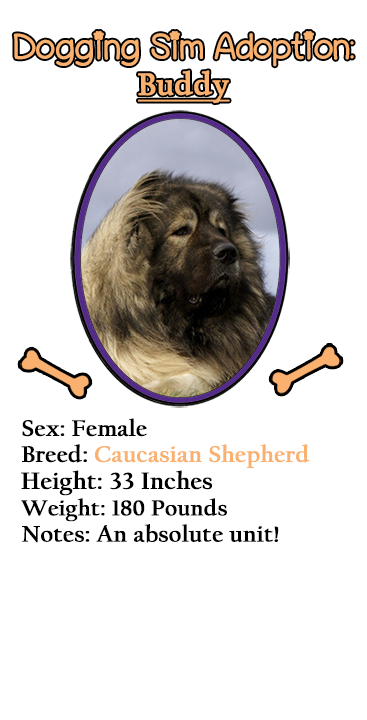 Dogging Sim Adoption:
Buddy
Sex: Female
Breed: Caucasian Shepherd
Height: 33 Inches
Weight: 180 Pounds
Notes: An absolute unit!